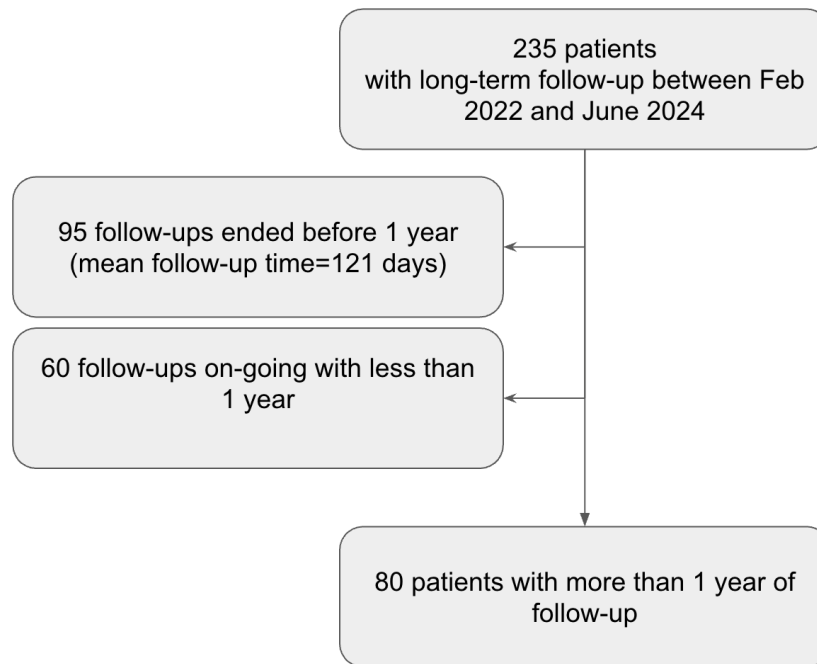 235 patients
with long-term follow-up between Feb
2022 and June 2024
95 follow-ups ended before 1 year
(mean follow-up time=121 days)
60 follow-ups on-going with less than
1 year
80 patients with more than 1 year of
follow-up